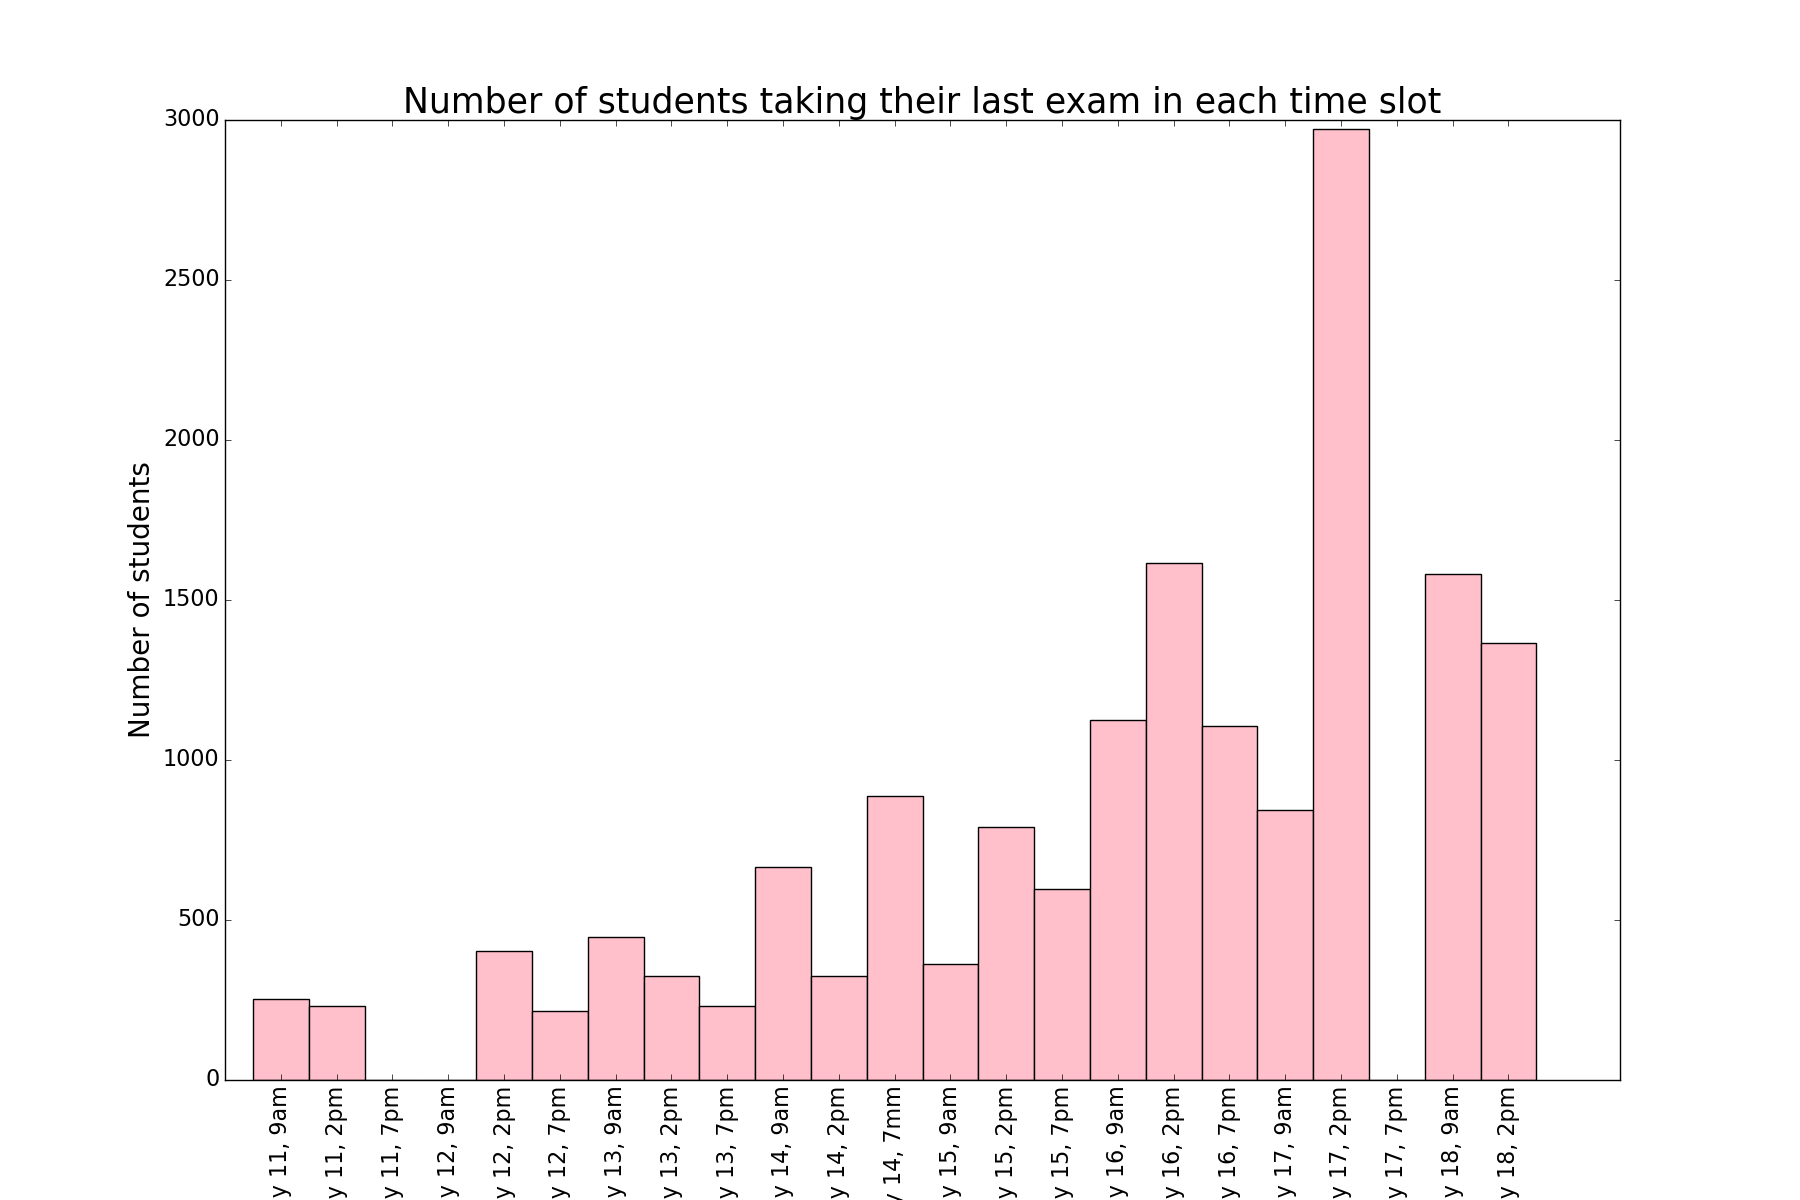 Number of students taking their last exam in each time slot
Number of students
3000
2500
2000
1500
1000
500
0
y 11, 9am
y 11, 2pm
y 11, 7pm
y 12, 9am
y 12, 2pm
y 12, 7pm
y 13, 9am
y 13, 2pm
y 13, 7pm
y 14, 9am
y 14, 2pm
y 14, 7mm
y 15, 9am
y 15, 2pm
y 15, 7pm
y 16, 9am
y 16, 2pm
y 16, 7pm
y 17, 9am
y 17, 2pm
y 17, 7pm
y 18, 9am
y 18, 2pm